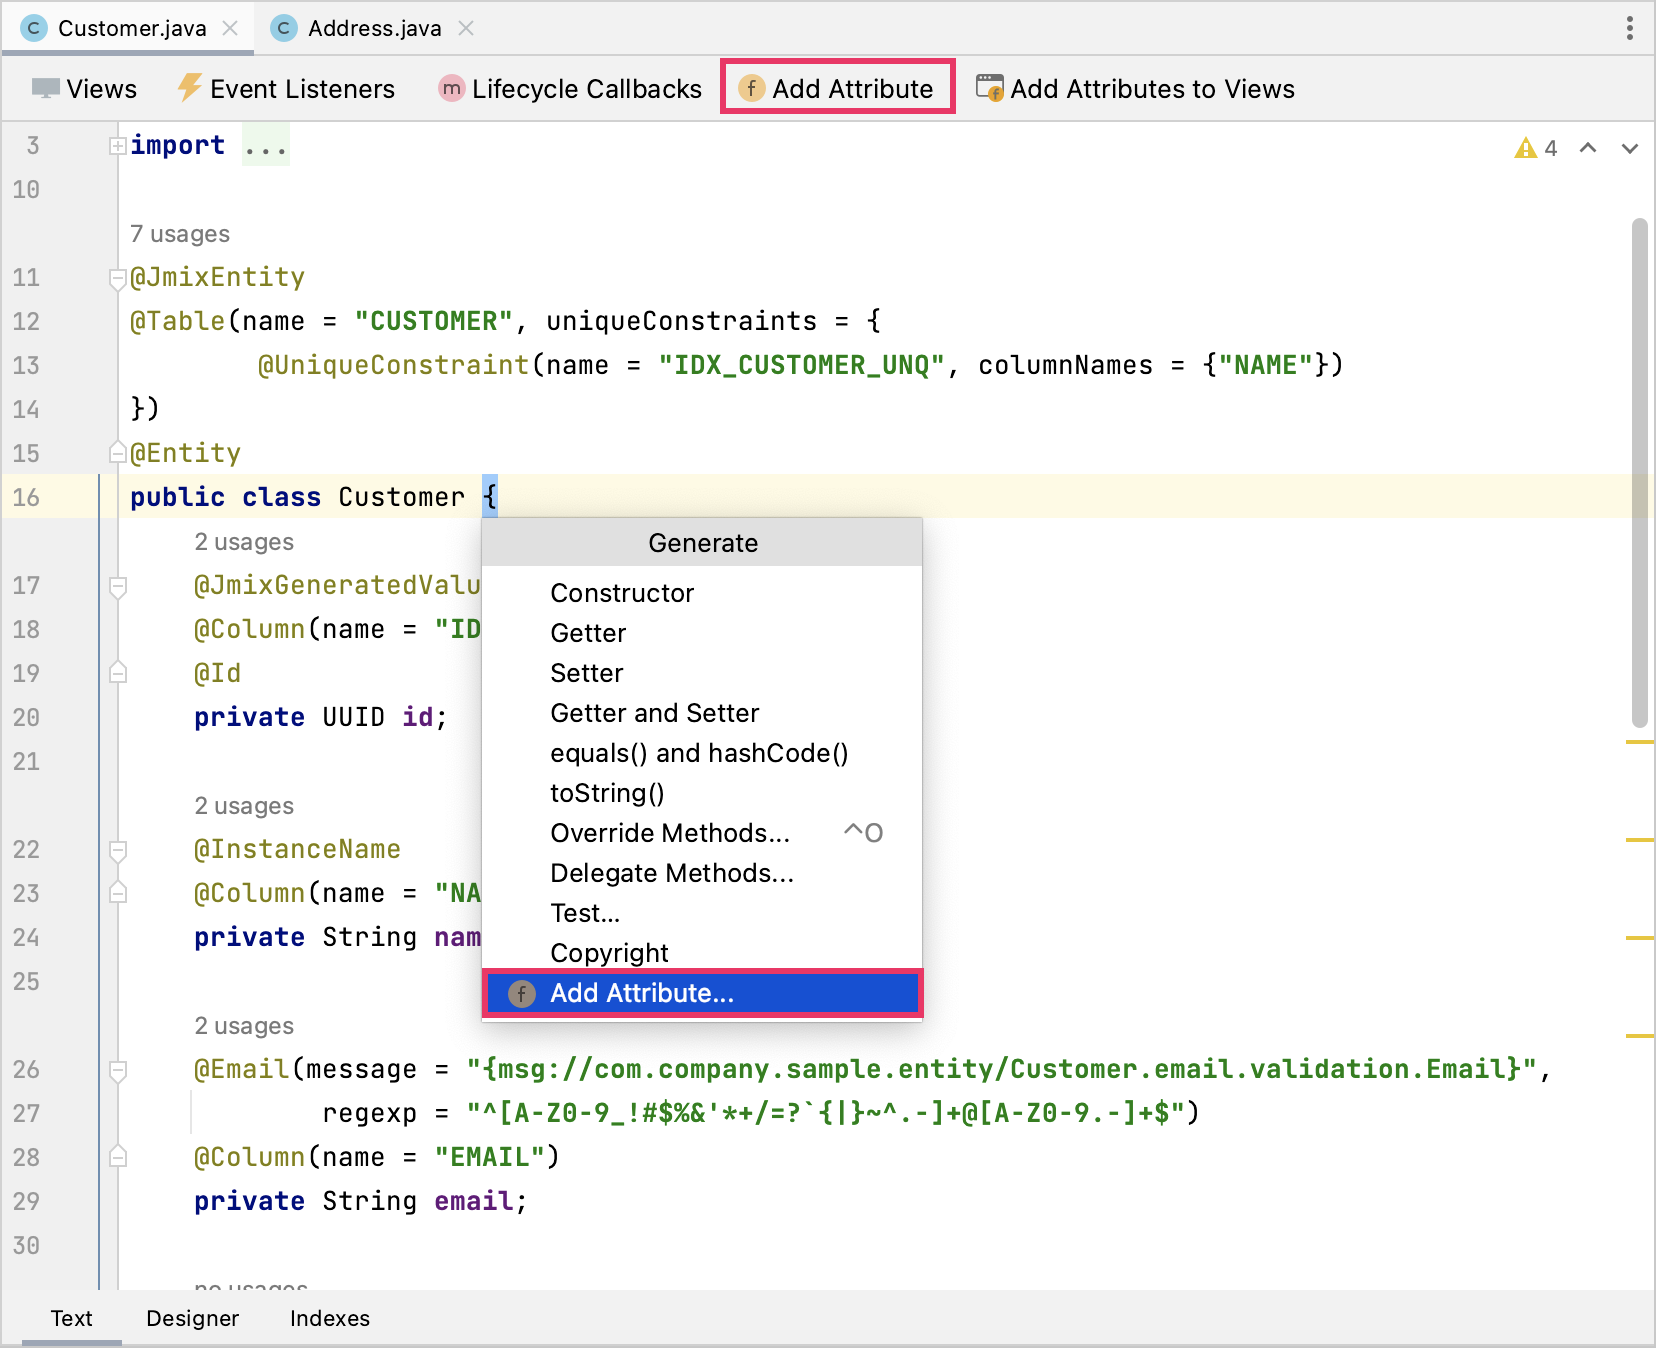 Customer.java Address.java
Views Event Listeners Lifecycle Callbacks Add Attribute Add Attributes to Views
3 import ... 4
10
7 usages
11 @JmixEntity
12 @Table(name = "CUSTOMER", uniqueConstraints = {
13 @UniqueConstraint(name = "IDX_CUSTOMER_UNQ", columnNames = {"NAME"})
14 })
15 @Entity
16 public class Customer {
2 usages
17 @JmixGeneratedValu
18 @Column(name = "ID
19 @Id
20 private UUID id;
21
2 usages
22 @InstanceName
23 @Column(name = "NA
24 private String nam
25
Generate
Constructor
Getter
Setter
Getter and Setter
equals() and hashCode()
toString()
Override Methods... ^O
Delegate Methods...
Test...
Copyright
f Add Attribute...
2 usages
26 @Email(message = "{msg://com.company.sample.entity/Customer.email.validation.Email}",
27 regexp = "^[A-Z0-9_!#$%&'*+/=?`{|}~^.-]+@[A-Z0-9.-]+$")
28 @Column(name = "EMAIL")
29 private String email;
30
no usages
Text Designer Indexes